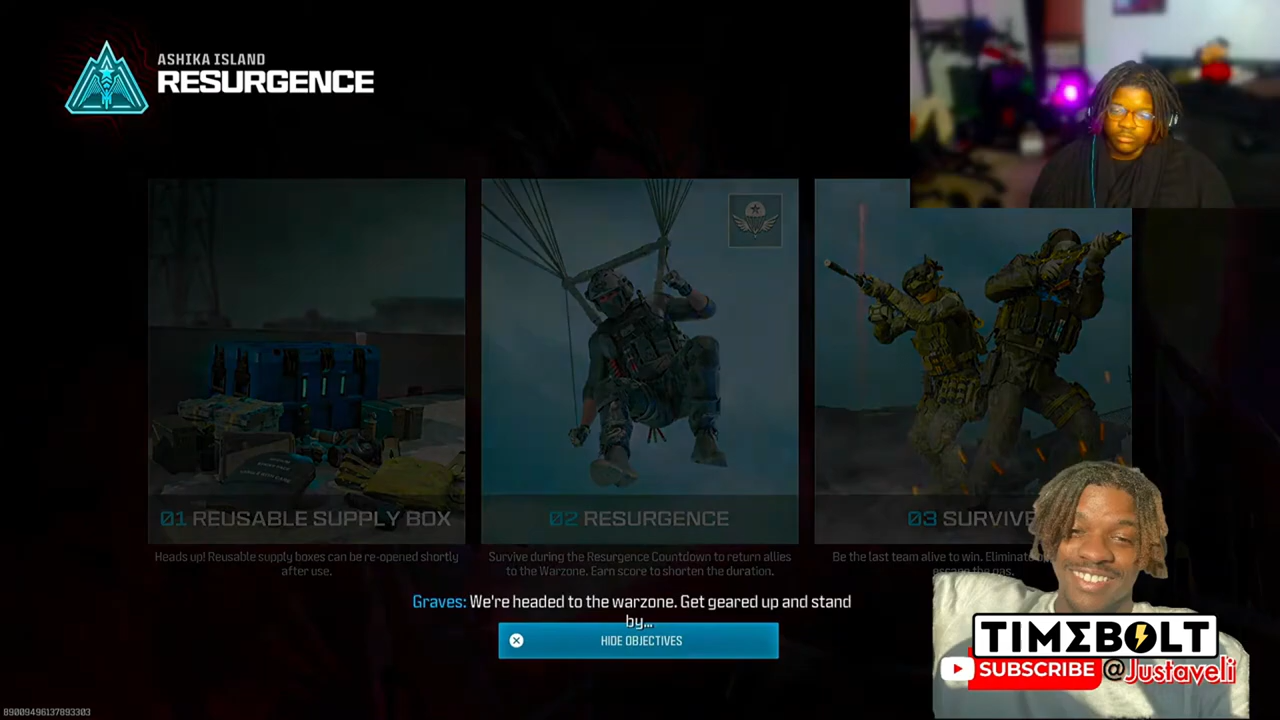 ASHIKA ISLAND
RESURGENCE
01 REUSABLE SUPPLY BOX
Heads up! Reusable supply boxes can be re-opened shortly
after use.
02 RESURGENCE
Survive during the Resurgence Countdown to return allies
to the Warzone. Earn score to shorten the duration.
03 SURVIVE
Be the last team alive to win. Eliminate
escape the gas.
Graves: We're headed to the warzone. Get geared up and stand
by...
HIDE OBJECTIVES
TIMEBOLT
SUBSCRIBE @Justaveli
89009496137893303